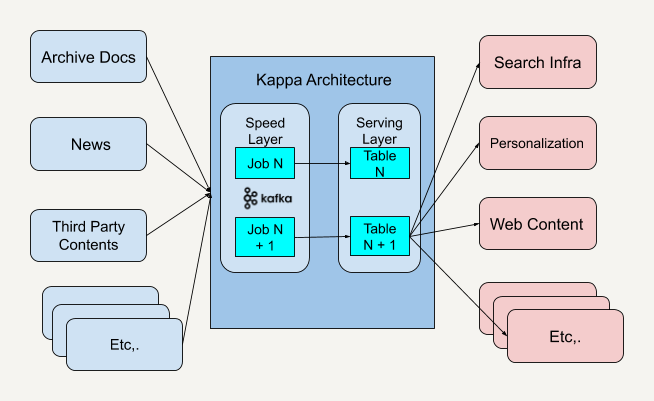 Archive Docs
News
Third Party
Contents
Etc,.
Kappa Architecture
Speed
Layer
Job N
kafka
Job N
+ 1
Serving
Layer
Table
N
Table
N + 1
Search Infra
Personalization
Web Content
Etc,.